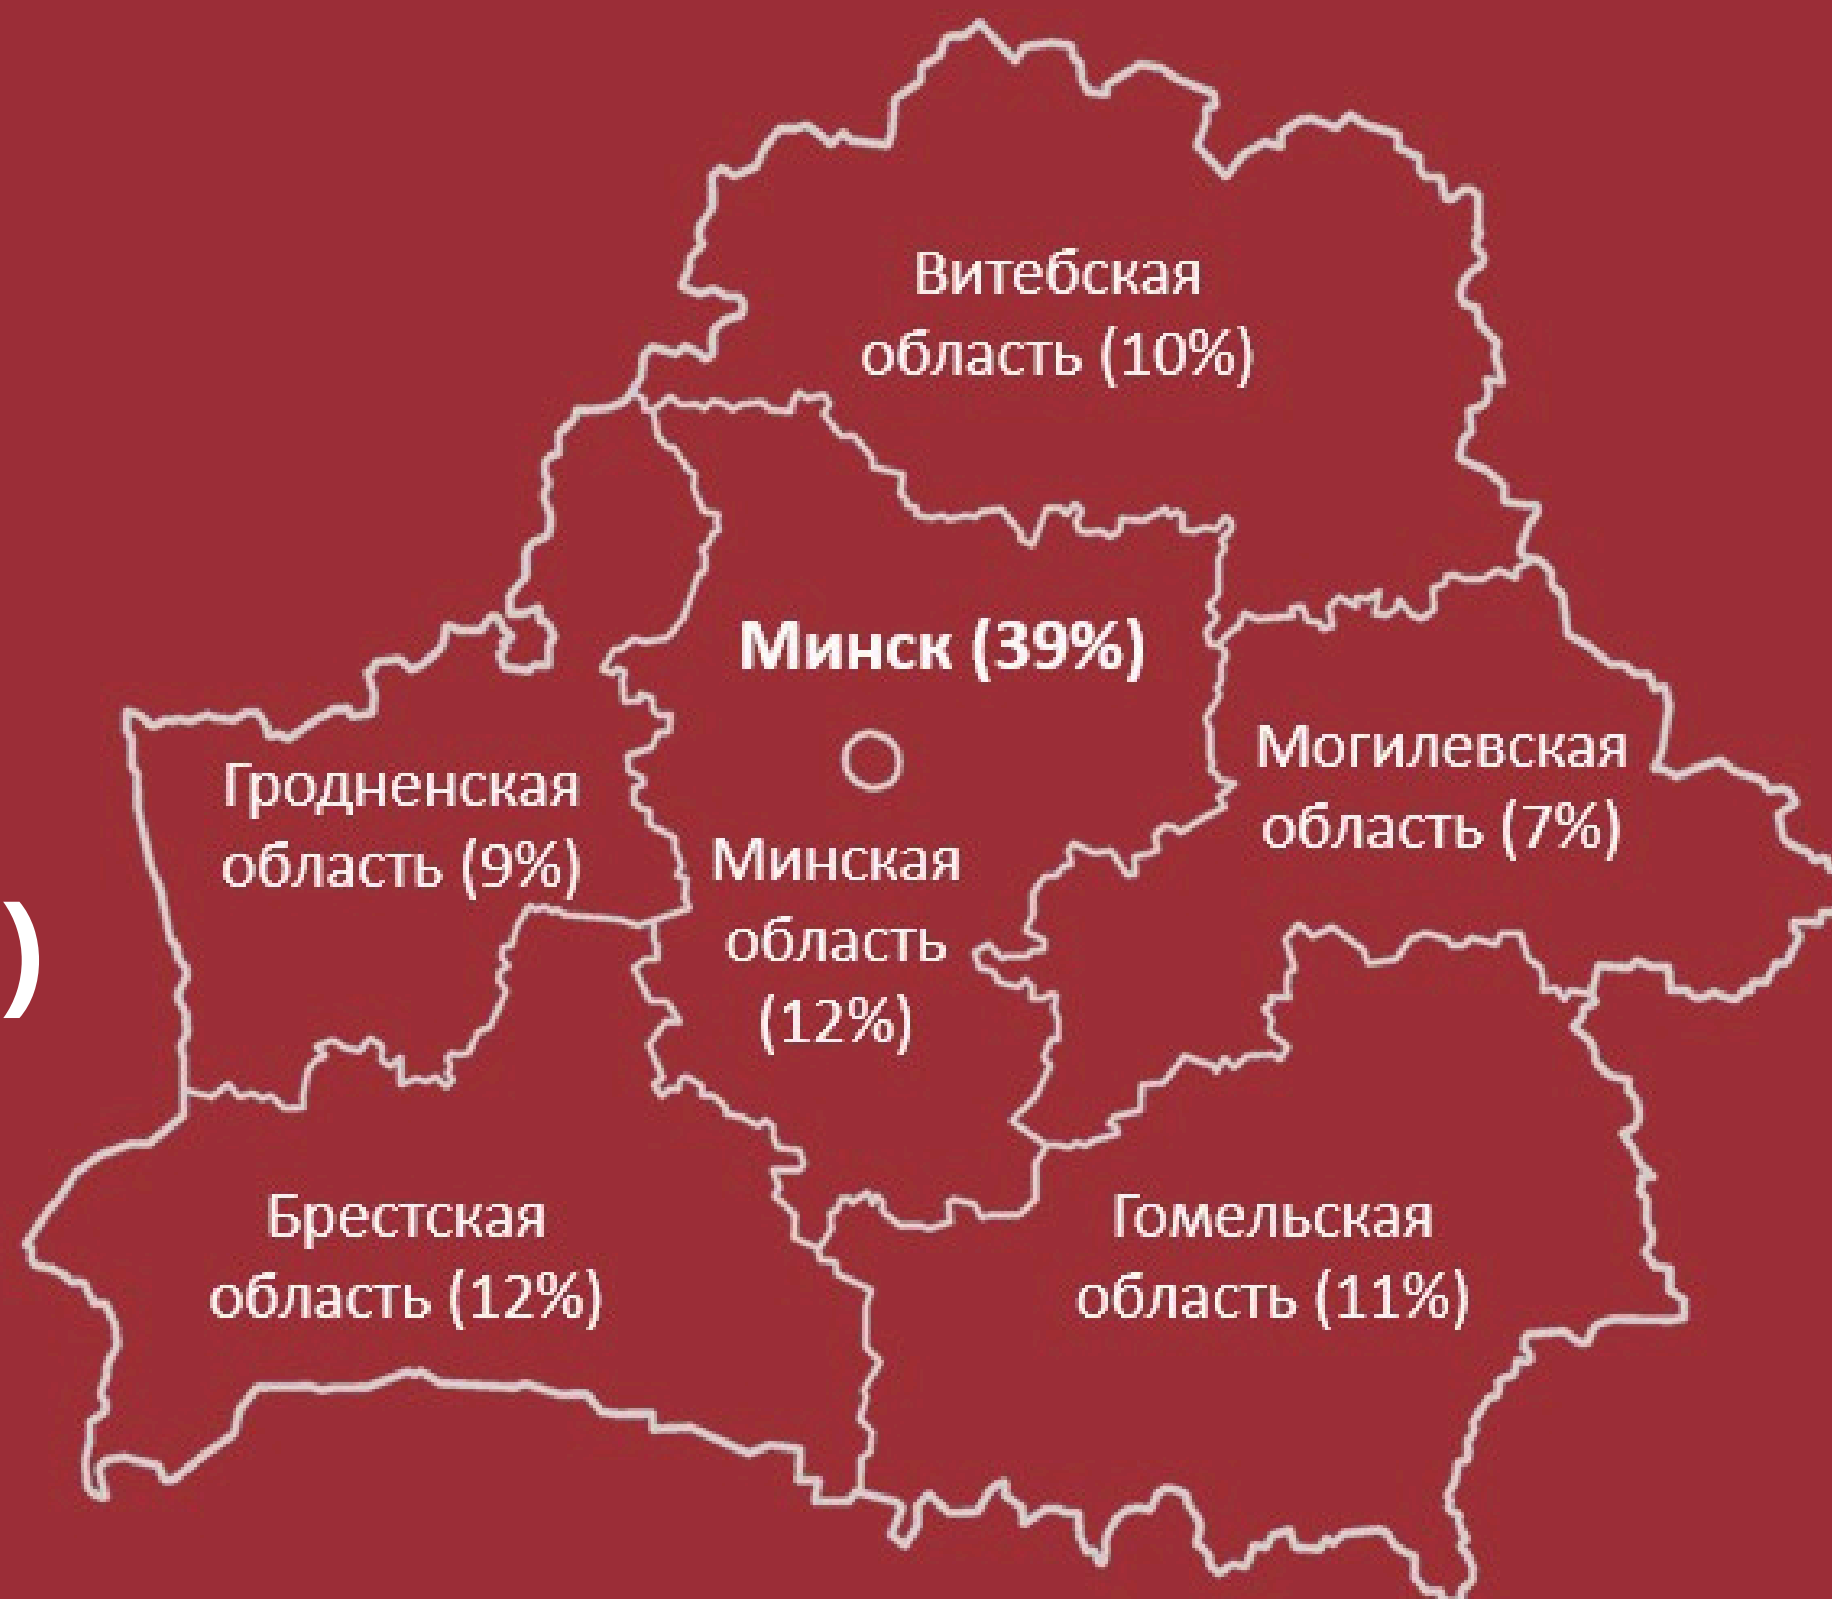 Витебская
область (10%)
Минск (39%)
Могилевская
область (7%)
Гродненская
область (9%)
Минская
область
(12%)
)
Брестская
область (12%)
Гомельская
область (11%)